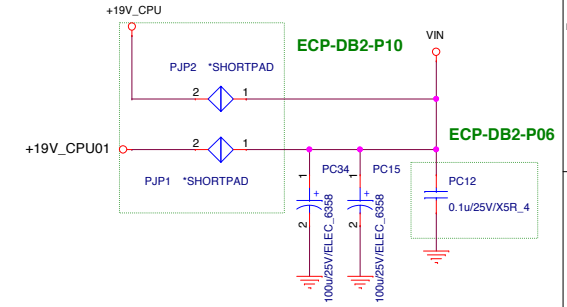 +19V_CPU
ECP-DB2-P10
VIN
PJP2 *SHORTPAD
2 1
+19V_CPU01
2 1
ECP-DB2-P06
PJP1 *SHORTPAD
PC34
PC15
PC12
1
+
2
100u/25V/ELEC_6358
1
+
2
100u/25V/ELEC_6358
0.1u/25V/X5R_4